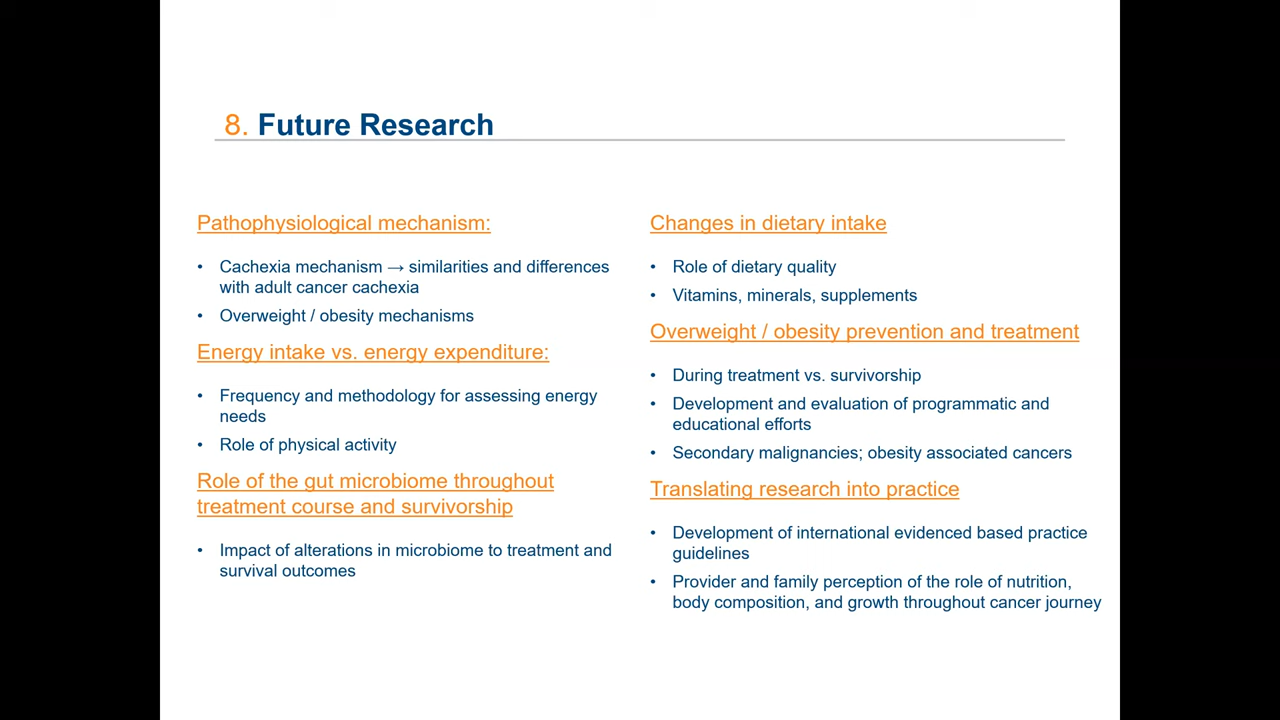 8. Future Research
Pathophysiological mechanism:
• Cachexia mechanism → similarities and differences
with adult cancer cachexia
• Overweight / obesity mechanisms
Energy intake vs. energy expenditure:
• Frequency and methodology for assessing energy
needs
• Role of physical activity
Role of the gut microbiome throughout
treatment course and survivorship
• Impact of alterations in microbiome to treatment and
survival outcomes
Changes in dietary intake
• Role of dietary quality
• Vitamins, minerals, supplements
Overweight / obesity prevention and treatment
• During treatment vs. survivorship
• Development and evaluation of programmatic and
educational efforts
• Secondary malignancies; obesity associated cancers
Translating research into practice
• Development of international evidenced based practice
guidelines
• Provider and family perception of the role of nutrition,
body composition, and growth throughout cancer journey